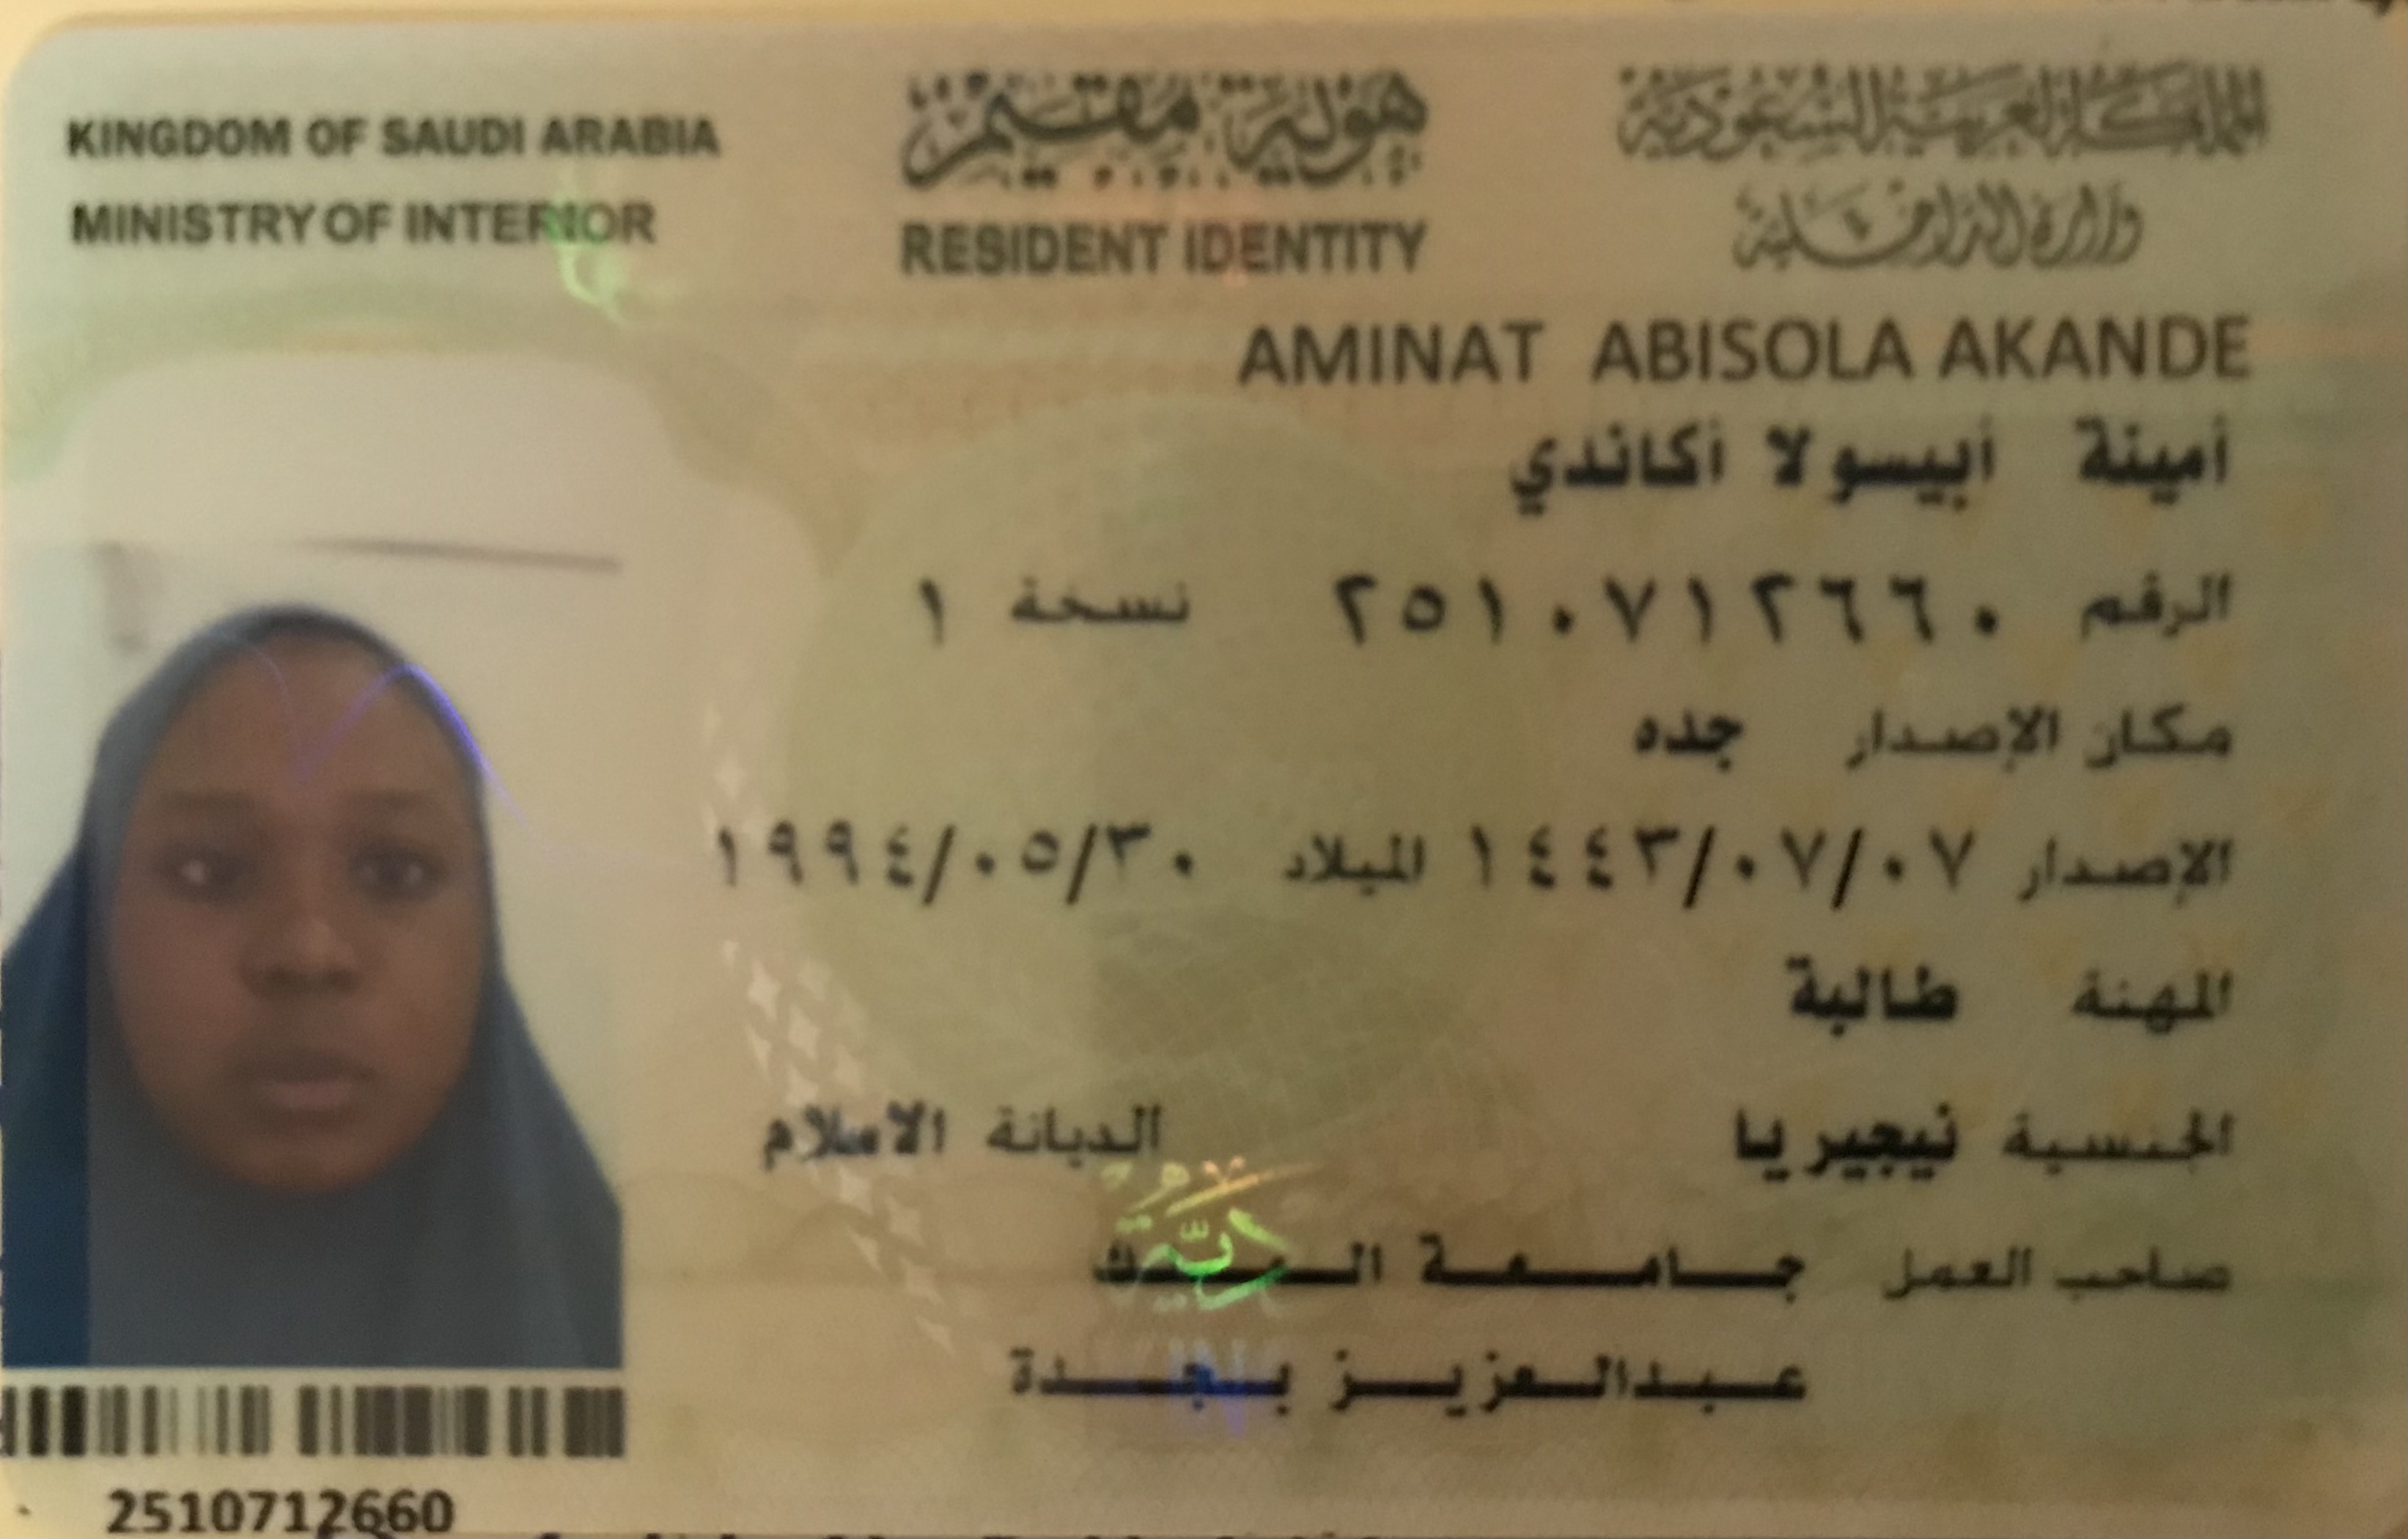 KINGDOM OF SAUDI ARABIA
MINISTRY OF INTERIOR
هوية مقيم
RESIDENT IDENTITY
المملكة العربية السعودية
وزارة الداخلية
AMINAT ABISOLA AKANDE
أمينة أبيسولا أكاندي
الرقم ٢٥١٠٧١٢٦٦٠ نسخة ١
مكان الإصدار جده
الإصدار ١٤٤٣/٠٧/٠٧ الميلاد ١٩٩٤/٠٥/٣٠
المهنة طالبة
الجنسية نيجيريا الديانة الاسلام
صاحب العمل جامعة الملك
عبدالعزيز بجدة
2510712660